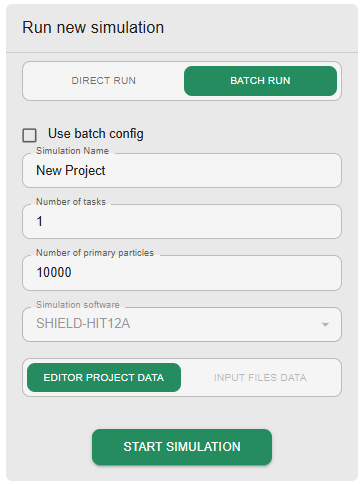 Run new simulation
DIRECT RUN
BATCH RUN
Use batch config
Simulation Name
New Project
Number of tasks
1
Number of primary particles
10000
Simulation software
SHIELD-HIT12A
EDITOR PROJECT DATA
INPUT FILES DATA
START SIMULATION